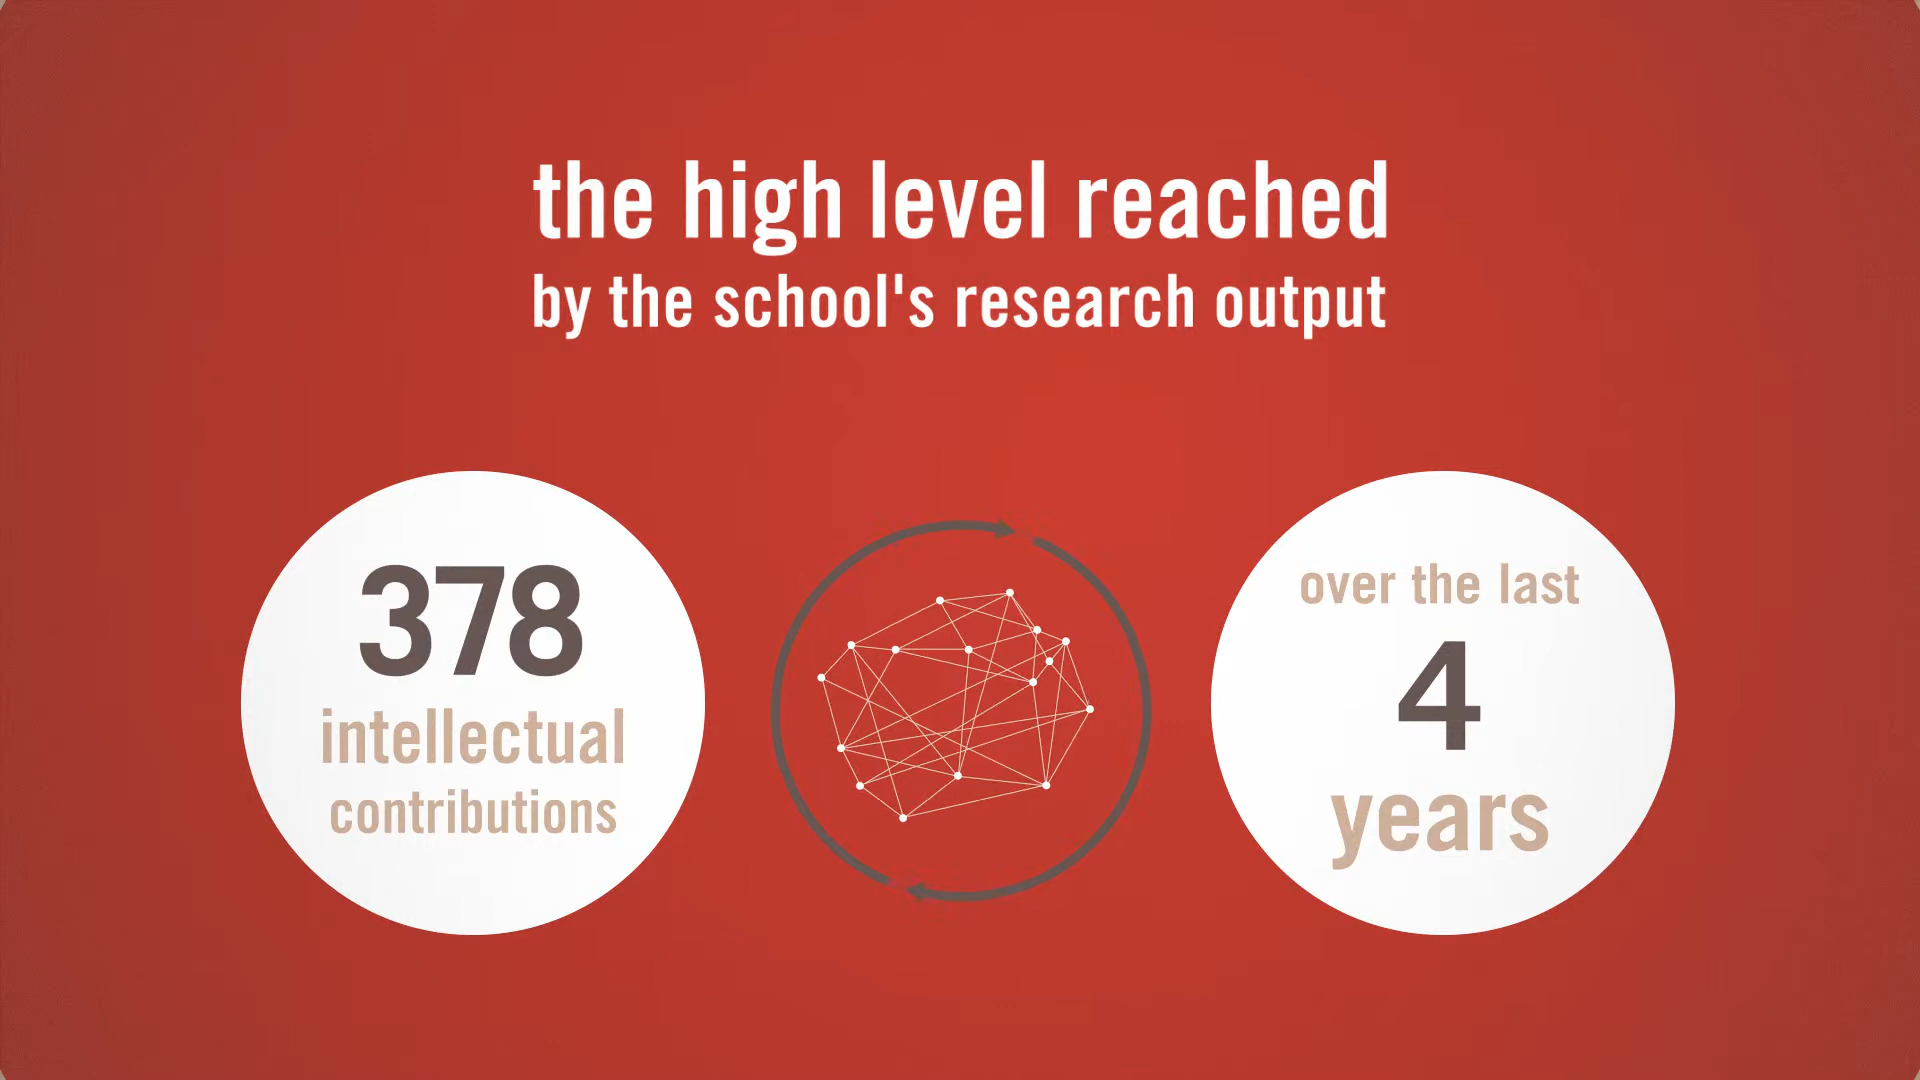 the high level reached
by the school's research output
378
intellectual
contributions
over the last
4
years